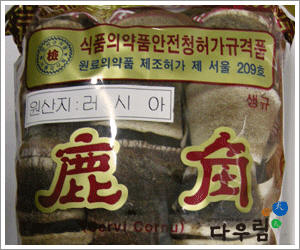 檢
식품의약품안전청허가규격품
원료의약품 제조허가 제 서울 209호
원산지: 러시아
생규
鹿角
(Cervi Cornu)
다우림